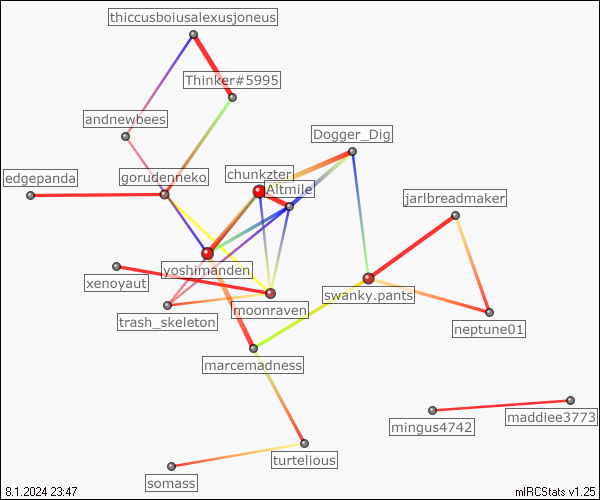 thiccusboiusalexusjoneus
Thinker#5995
andnewbees
Dogger_Dig
edgepanda
gorudenneko
chunkzter
Altmile
jarlbreadmaker
yoshimanden
xenoyaut
swanky.pants
moonraven
trash_skeleton
neptune01
marcemadness
maddiee3773
mingus4742
turtelious
somass
8.1.2024 23:47
mIRCStats v1.25